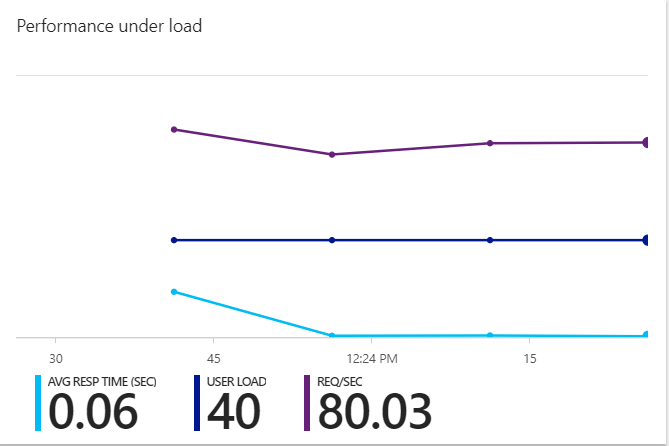 Performance under load
30 45 12:24 PM 15
AVG RESP TIME (SEC) USER LOAD REQ/SEC
0.06 40 80.03